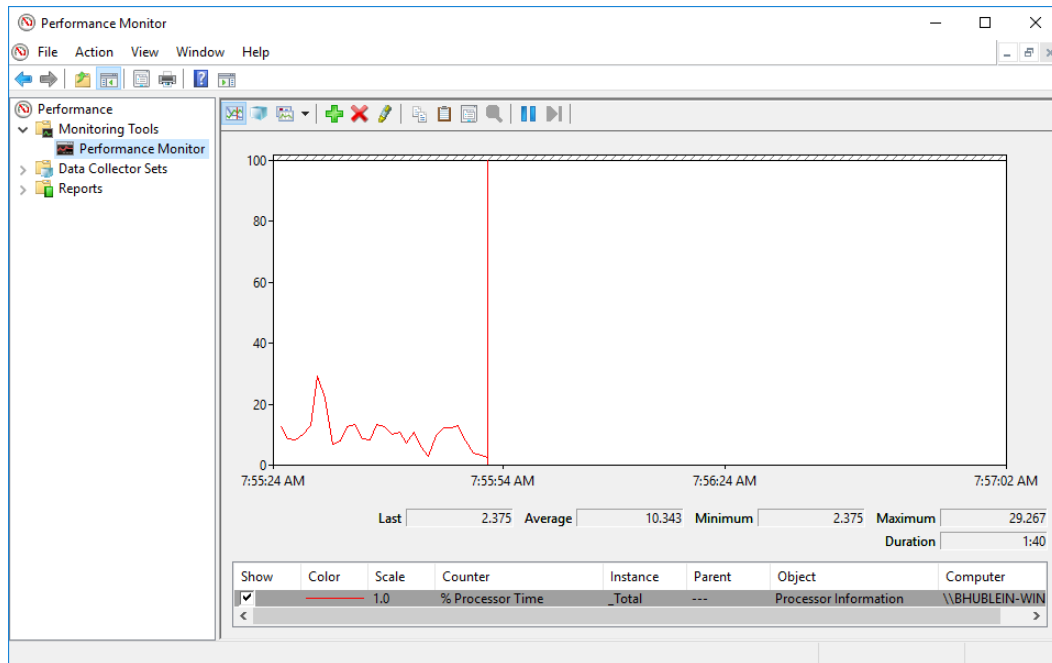 Performance Monitor
File Action View Window Help
Performance
Monitoring Tools
Performance Monitor
Data Collector Sets
Reports
100
80
60
40
20
0
7:55:24 AM 7:55:54 AM 7:56:24 AM 7:57:02 AM
Last 2.375 Average 10.343 Minimum 2.375 Maximum 29.267
Duration 1:40
Show Color Scale Counter Instance Parent Object Computer
1.0 % Processor Time _Total --- Processor Information \\BHUBLEIN-WIN